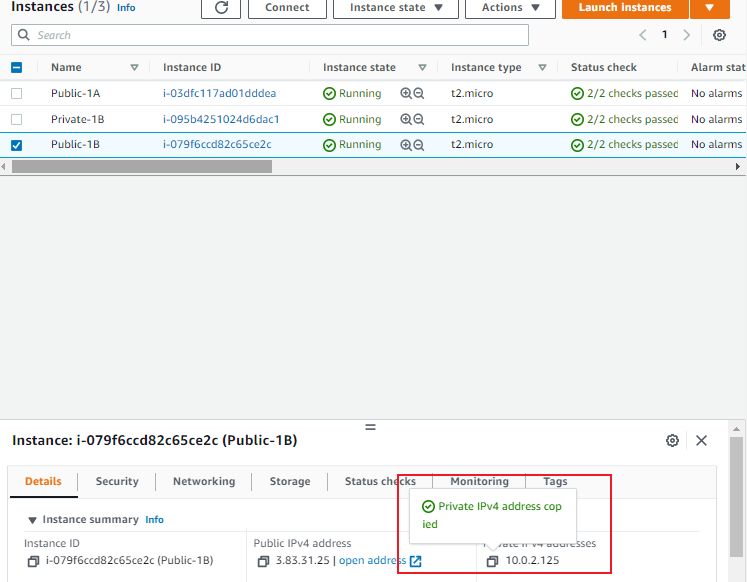 Instances (1/3) Info
Connect
Instance state
Actions
Launch instances
Search
1
Name Instance ID Instance state Instance type Status check Alarm stat
Public-1A i-03dfc117ad01dddea Running t2.micro 2/2 checks passed No alarms
Private-1B i-095b4251024d6dac1 Running t2.micro 2/2 checks passed No alarms
Public-1B i-079f6ccd82c65ce2c Running t2.micro 2/2 checks passed No alarms
Instance: i-079f6ccd82c65ce2c (Public-1B)
Details Security Networking Storage Status checks Monitoring Tags
Private IPv4 address cop
ied
Instance summary Info
Instance ID Public IPv4 address addresses
i-079f6ccd82c65ce2c (Public-1B) 3.83.31.25 | open address 10.0.2.125